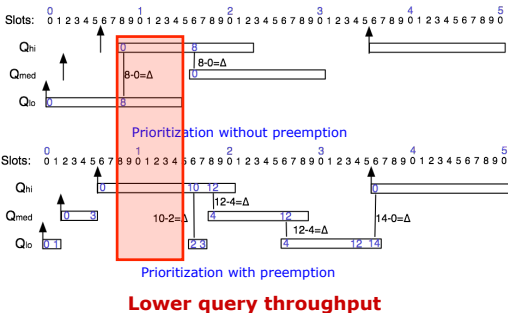 0 1 2 3 4 5
Slots: 0 1 2 3 4 5 6 7 8 9 0 1 2 3 4 5 6 7 8 9 0 1 2 3 4 5 6 7 8 9 0 1 2 3 4 5 6 7 8 9 0 1 2 3 4 5 6 7 8 9 0
Qhi 0 8
8-0=Δ 8-0=Δ
Qmed 0
Qlo 0 8
Prioritization without preemption
0 1 2 3 4 5
Slots: 0 1 2 3 4 5 6 7 8 9 0 1 2 3 4 5 6 7 8 9 0 1 2 3 4 5 6 7 8 9 0 1 2 3 4 5 6 7 8 9 0 1 2 3 4 5 6 7 8 9 0
Qhi 0 10 12 0
12-4=Δ
Qmed 0 3 10-2=Δ 4 12 14-0=Δ
12-4=Δ
Qlo 0 1 2 3 4 12 14
Prioritization with preemption
Lower query throughput